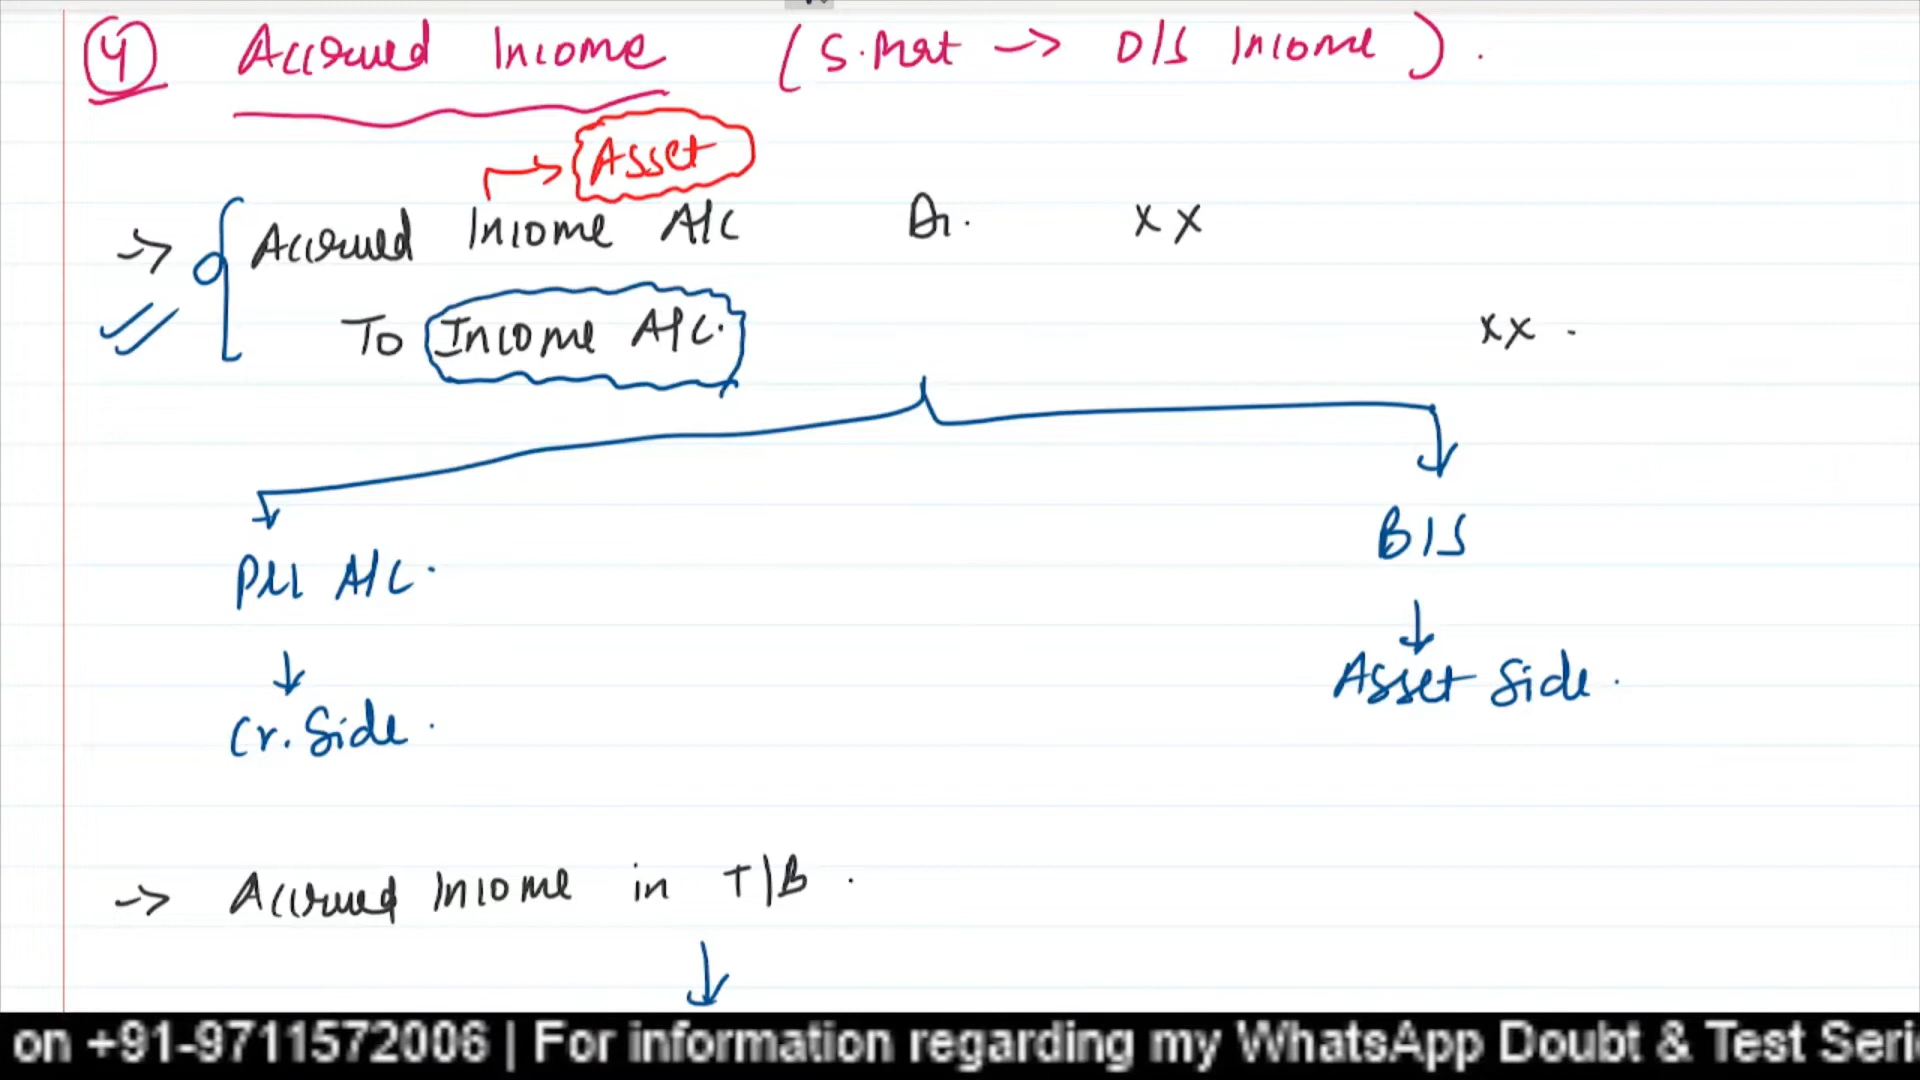 4 Accrued Income (S. Mat → O/S Income).
Asset
→ Accrued Income A/C Dr. xx
To Income A/C. xx.
P&L A/C. B/S
Cr. Side. Asset Side.
→ Accrued Income in T/B.
on +91-9711572006 | For information regarding my WhatsApp Doubt & Test Seri